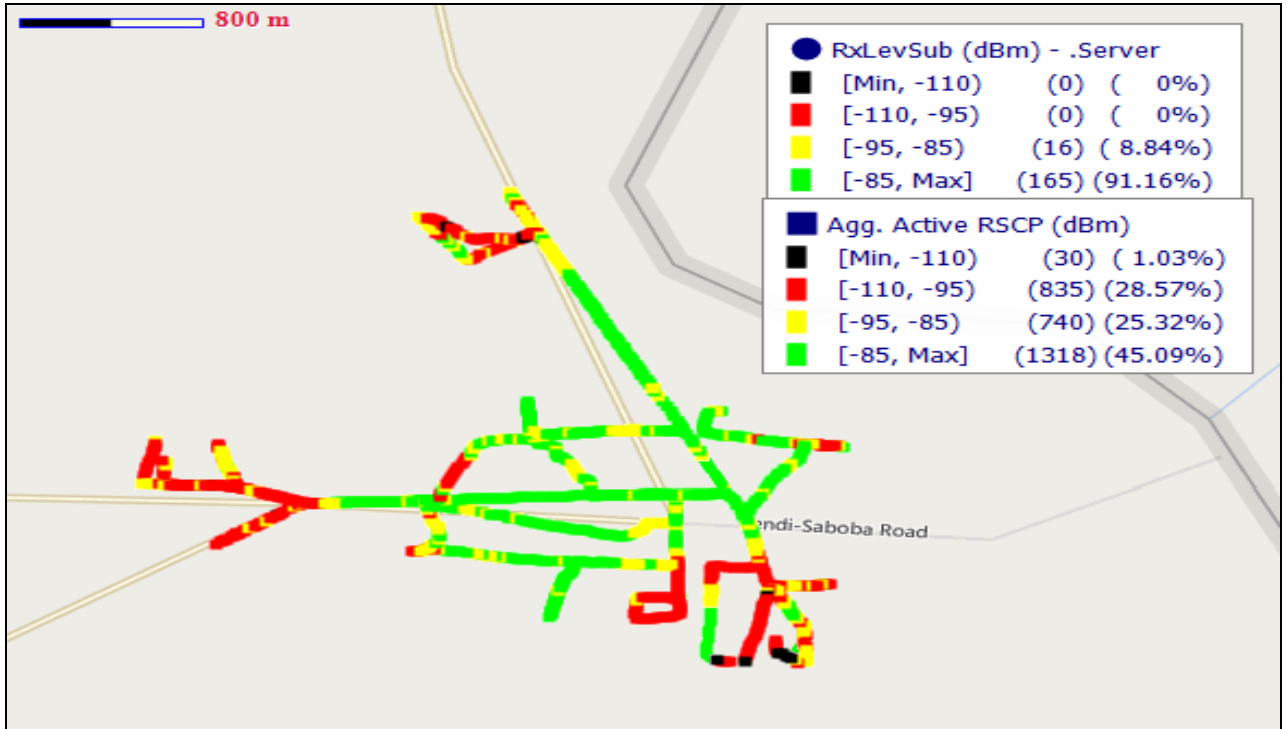 800 m
RxLevSub (dBm) - .Server
[Min, -110) (0) ( 0%)
[-110, -95) (0) ( 0%)
[-95, -85) (16) ( 8.84%)
[-85, Max] (165) (91.16%)
Agg. Active RSCP (dBm)
[Min, -110) (30) ( 1.03%)
[-110, -95) (835) (28.57%)
[-95, -85) (740) (25.32%)
[-85, Max] (1318) (45.09%)
endi-Saboba Road